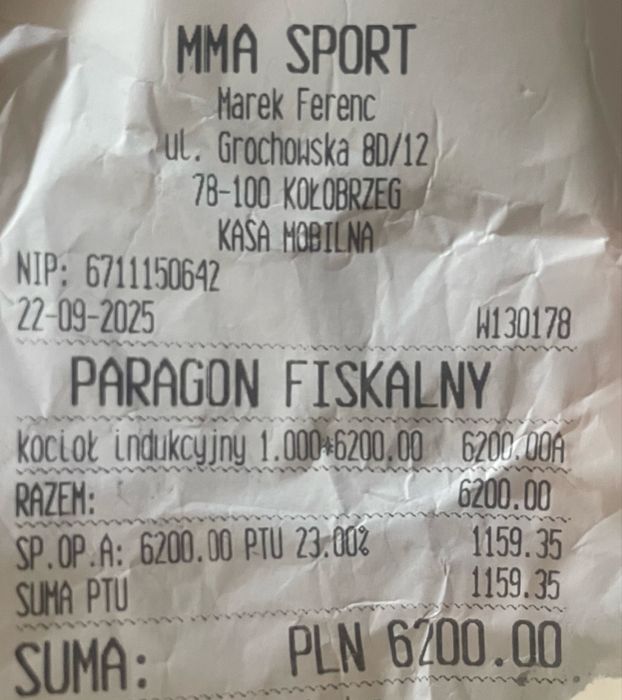 MMA SPORT
Marek Ferenc
ul. Grochowska 8D/12
78-100 KOŁOBRZEG
KASA MOBILNA
NIP: 6711150642
22-09-2025 W130178
PARAGON FISKALNY
kocioł indukcyjny 1.000*6200.00 6200.00A
RAZEM: 6200.00
SP.OP.A: 6200.00 PTU 23.00% 1159.35
SUMA PTU 1159.35
SUMA: PLN 6200.00